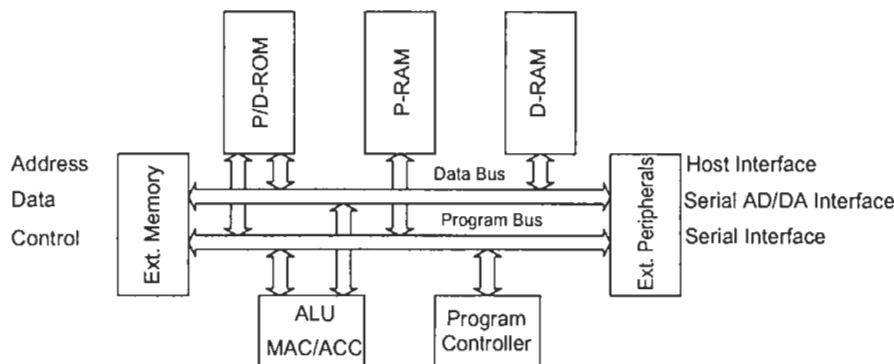 P/D-ROM
P-RAM
D-RAM
Address
Data
Control
Ext. Memory
Data Bus
Program Bus
Ext. Peripherals
Host Interface
Serial AD/DA Interface
Serial Interface
ALU
MAC/ACC
Program
Controller